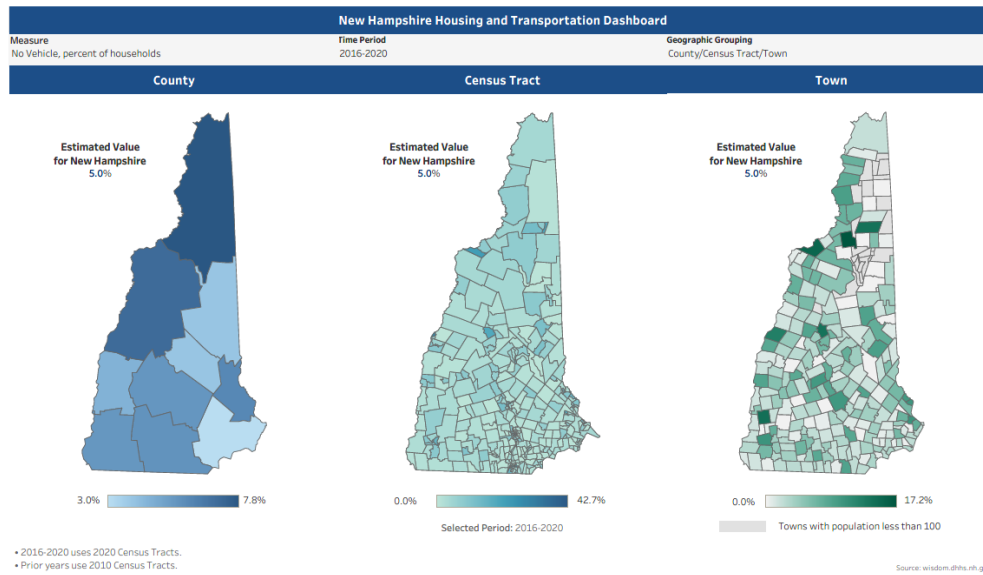 New Hampshire Housing and Transportation Dashboard
Measure
No Vehicle, percent of households
Time Period
2016-2020
Geographic Grouping
County/Census Tract/Town
County
Census Tract
Town
Estimated Value
for New Hampshire
5.0%
Estimated Value
for New Hampshire
5.0%
Estimated Value
for New Hampshire
5.0%
3.0%
7.8%
0.0%
42.7%
0.0%
17.2%
Selected Period: 2016-2020
Towns with population less than 100
• 2016-2020 uses 2020 Census Tracts.
• Prior years use 2010 Census Tracts.
Source: wisdom.dhhs.nh.g